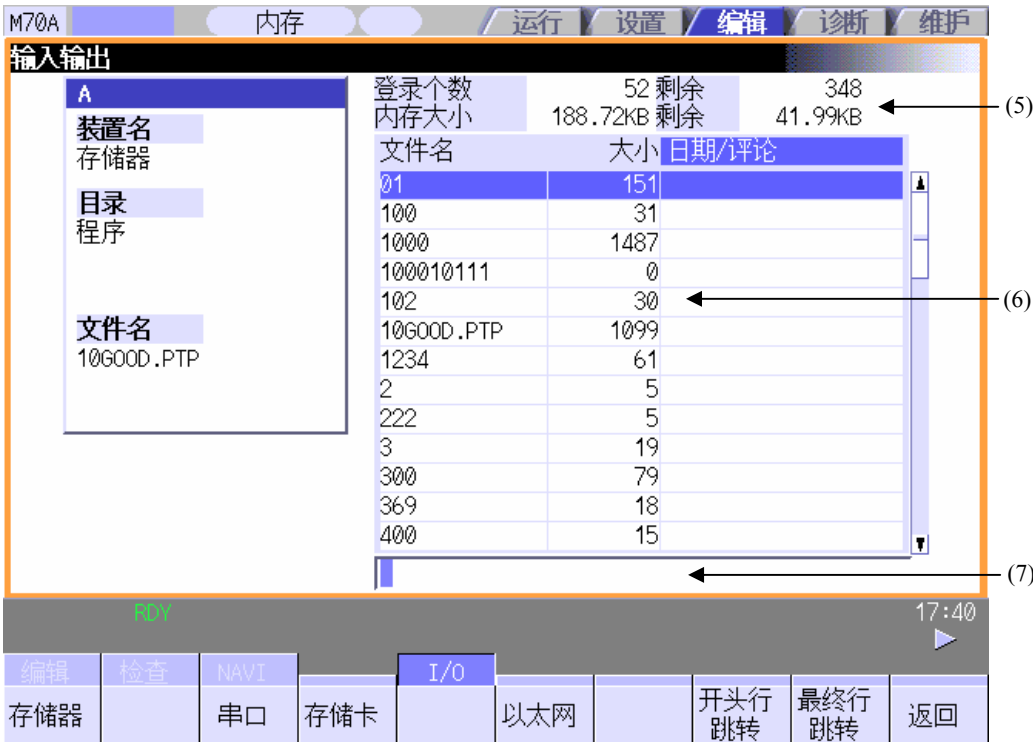 M70A 内存 运行 设置 编辑 诊断 维护
输入输出
A
装置名
存储器
目录
程序
文件名
10GOOD.PTP
登录个数 52 剩余 348
内存大小 188.72KB 剩余 41.99KB
(5)
文件名 大小 日期/评论
01 151
100 31
1000 1487
100010111 0
102 30
(6)
10GOOD.PTP 1099
1234 61
2 5
222 5
3 19
300 79
369 18
400 15
(7)
RDY 17:40
编辑 检查 NAVI I/O
存储器 串口 存储卡 以太网 开头行 最终行 返回
跳转 跳转